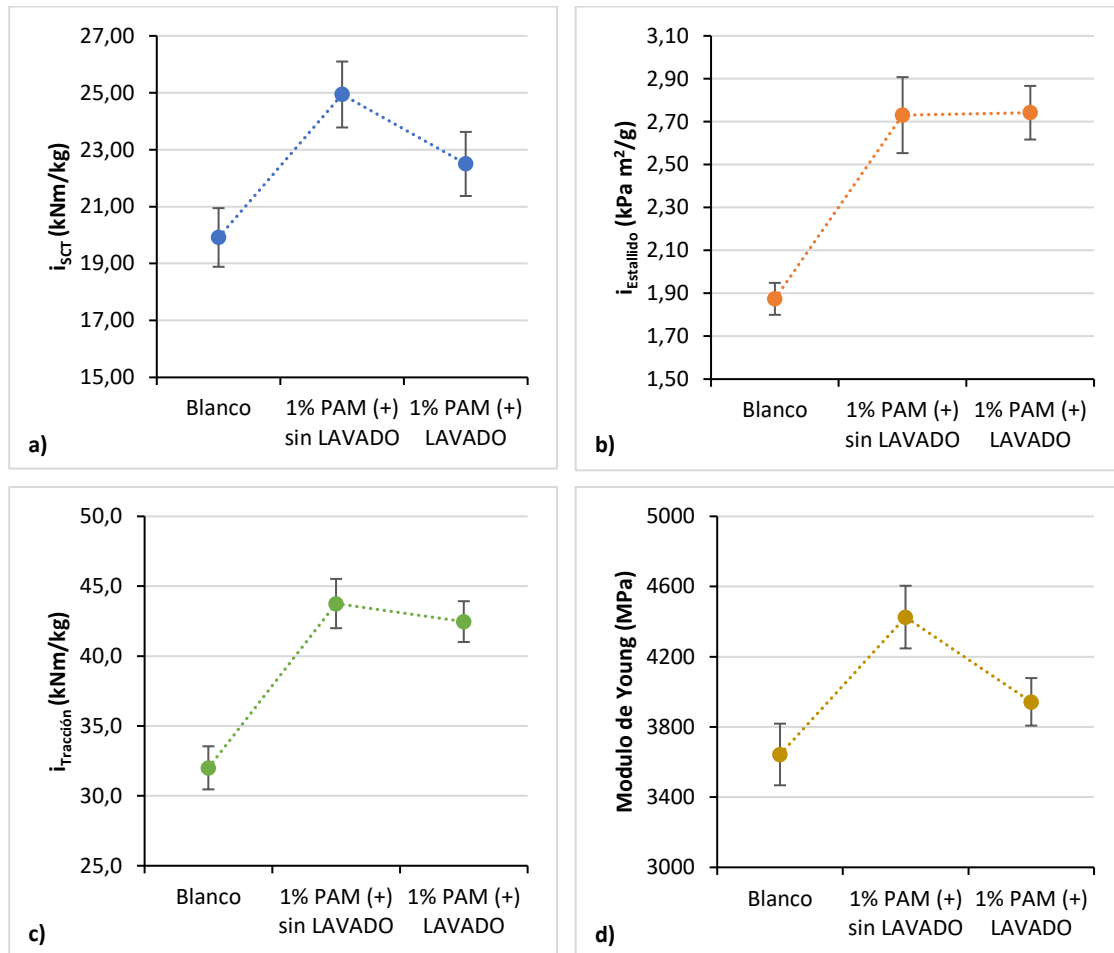 27,00
25,00
23,00
21,00
19,00
17,00
15,00
i_SCT (kNm/kg)
Blanco
1% PAM (+)
sin LAVADO
1% PAM (+)
LAVADO
a)
3,10
2,90
2,70
2,50
2,30
2,10
1,90
1,70
1,50
i_Estallido (kPa m²/g)
Blanco
1% PAM (+)
sin LAVADO
1% PAM (+)
LAVADO
b)
50,0
45,0
40,0
35,0
30,0
25,0
i_Tracción (kNm/kg)
Blanco
1% PAM (+)
sin LAVADO
1% PAM (+)
LAVADO
c)
5000
4600
4200
3800
3400
3000
Modulo de Young (MPa)
Blanco
1% PAM (+)
sin LAVADO
1% PAM (+)
LAVADO
d)